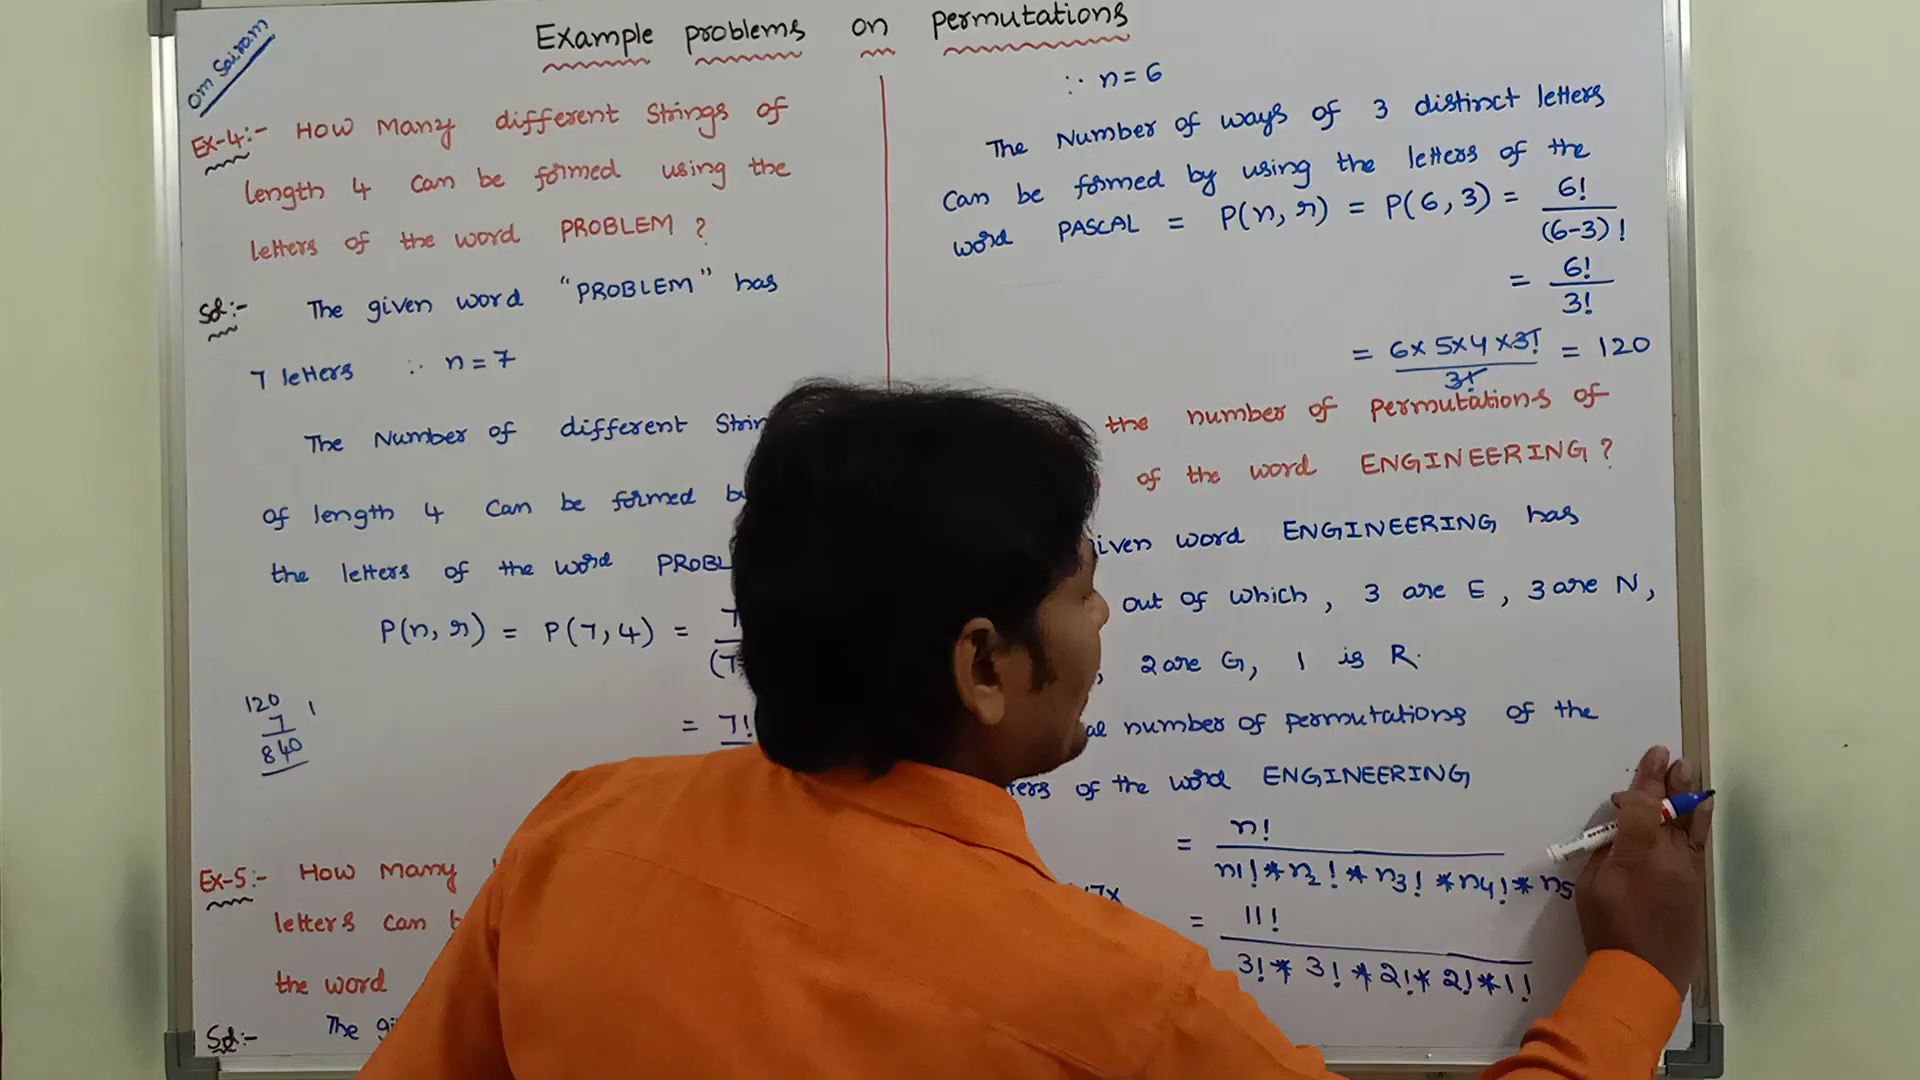 Example problems on permutations
Om Sairam
Ex-4:- How Many different Strings of
length 4 can be formed using the
letters of the word PROBLEM ?
Sol:- The given word "PROBLEM" has
7 letters ∴ n = 7
The Number of different
of length 4 can be formed
the letters of the word
P(n, r) = P(7, 4) =
= 7!
120
7
840
1
Ex-5:- How Many
letters can
the word
Sol:- The
∴ n = 6
The Number of ways of 3 distinct letters
can be formed by using the letters of the
word PASCAL = P(n, r) = P(6, 3) = 6! / (6-3)!
= 6! / 3!
= 6 x 5 x 4 x 3! / 3! = 120
the number of permutations of
of the word ENGINEERING ?
word ENGINEERING has
out of which, 3 are E, 3 are N,
2 are G, 1 is R.
number of permutations of the
of the word ENGINEERING
= n! / n1! * n2! * n3! * n4! * n5
= 11! / 3! * 3! * 2! * 2! * 1!